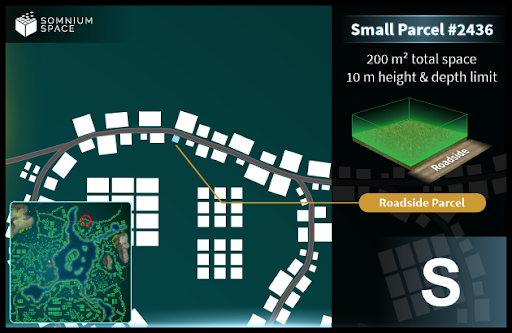 SOMNIUM
SPACE
Small Parcel #2436
200 m² total space
10 m height & depth limit
Roadside
Roadside Parcel
S